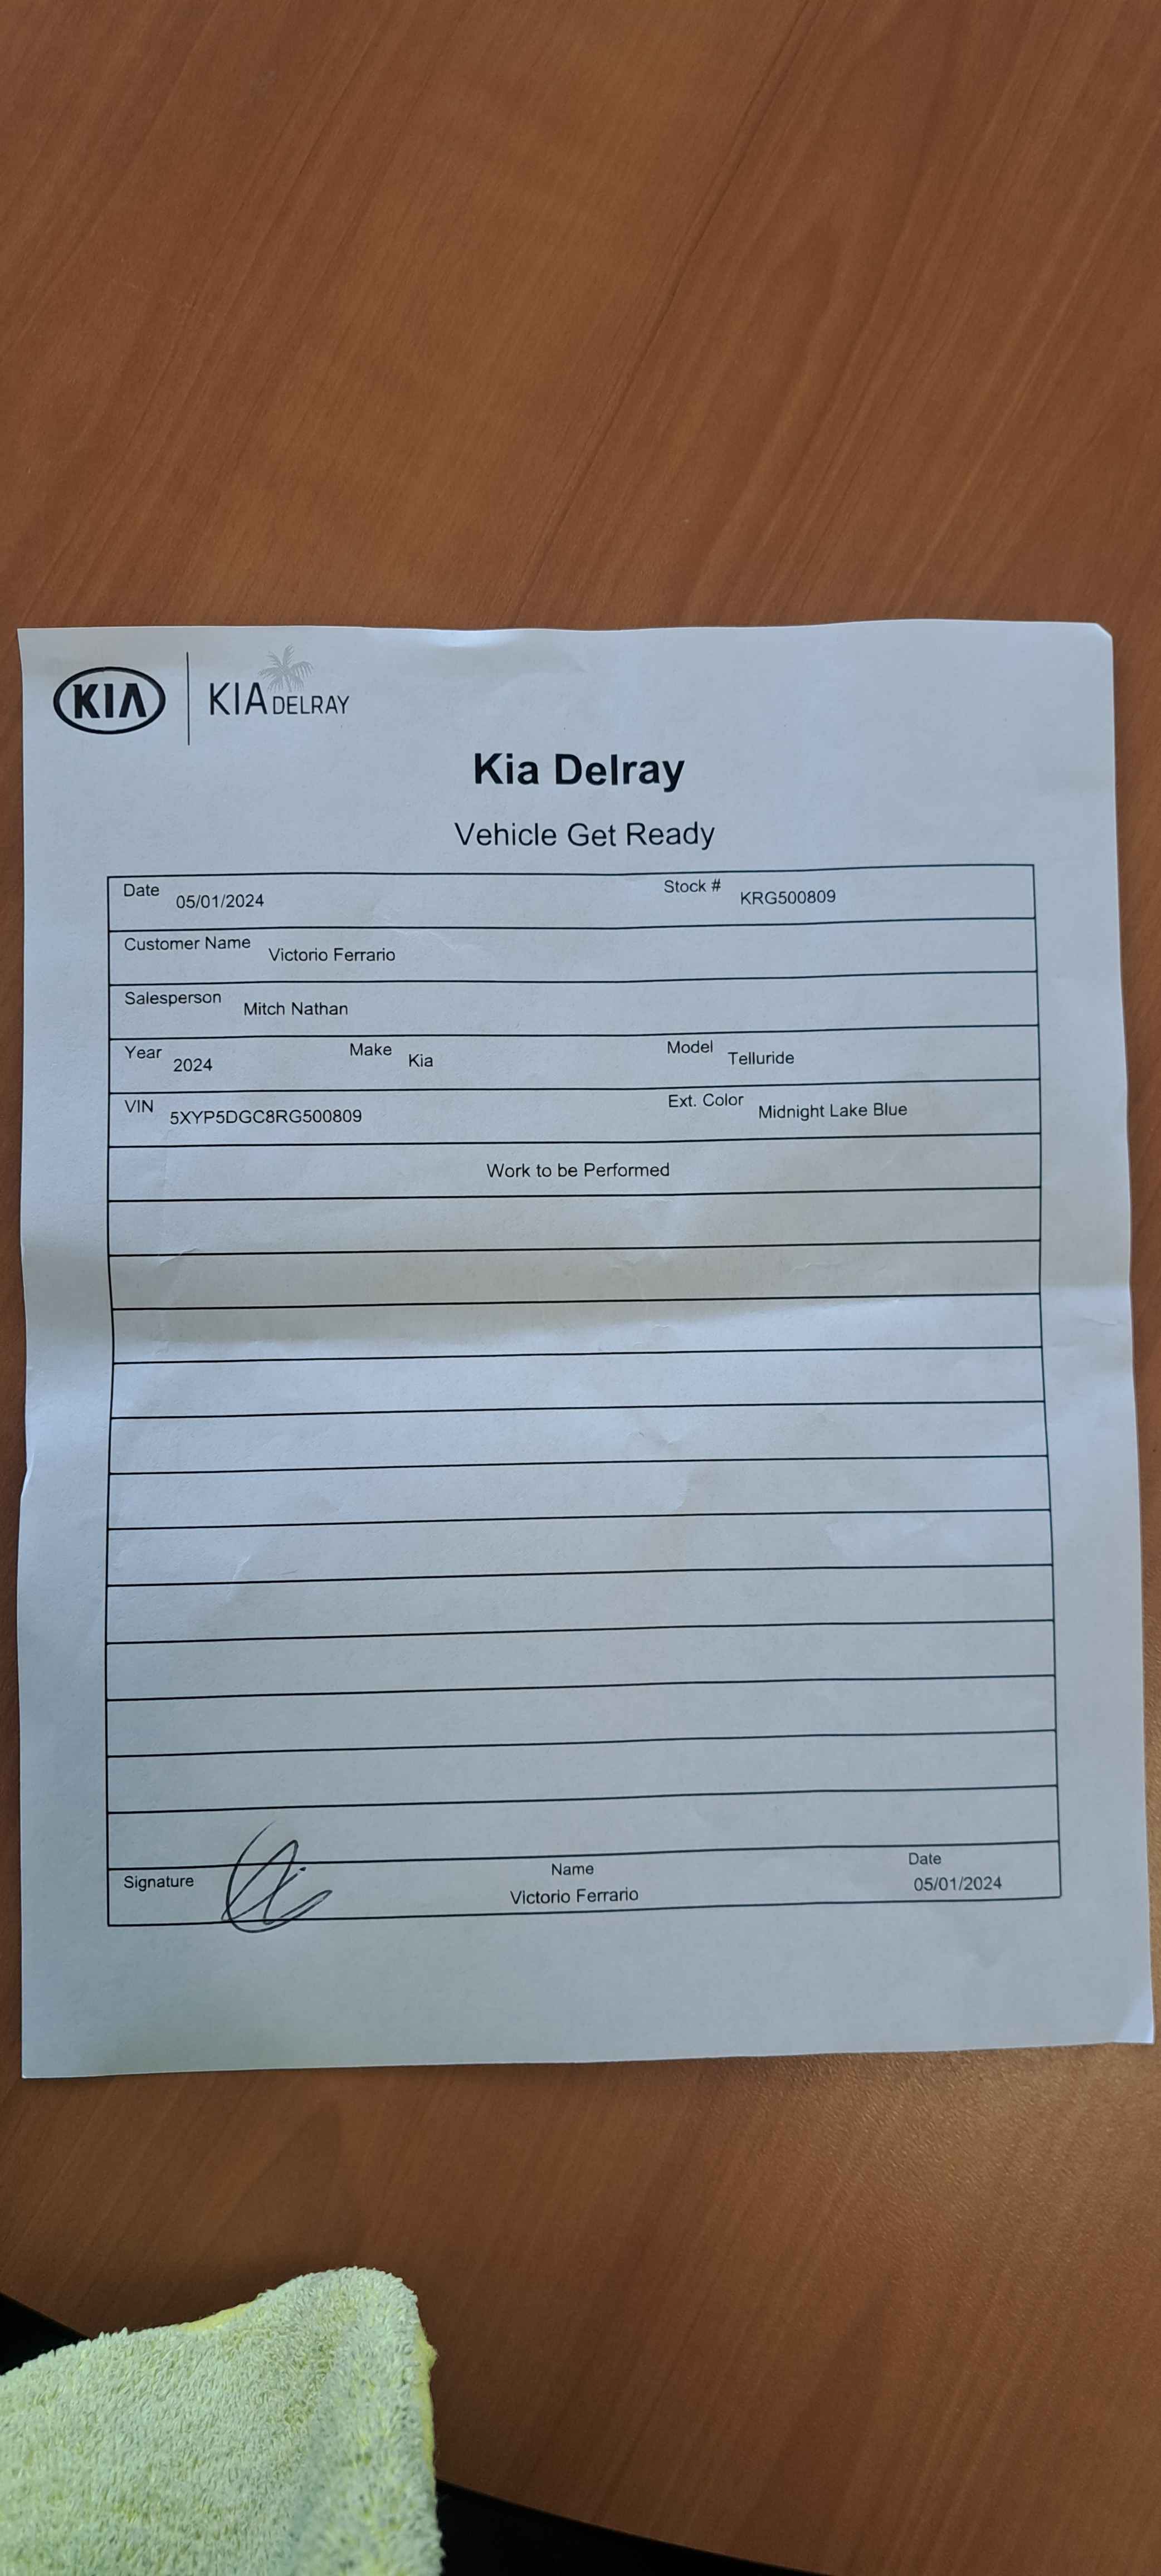 KIA KIA DELRAY
Kia Delray
Vehicle Get Ready
Date 05/01/2024 Stock # KRG500809
Customer Name Victorio Ferrario
Salesperson Mitch Nathan
Year 2024 Make Kia Model Telluride
VIN 5XYP5DGC8RG500809 Ext. Color Midnight Lake Blue
Work to be Performed
Signature Name Date
Victorio Ferrario 05/01/2024